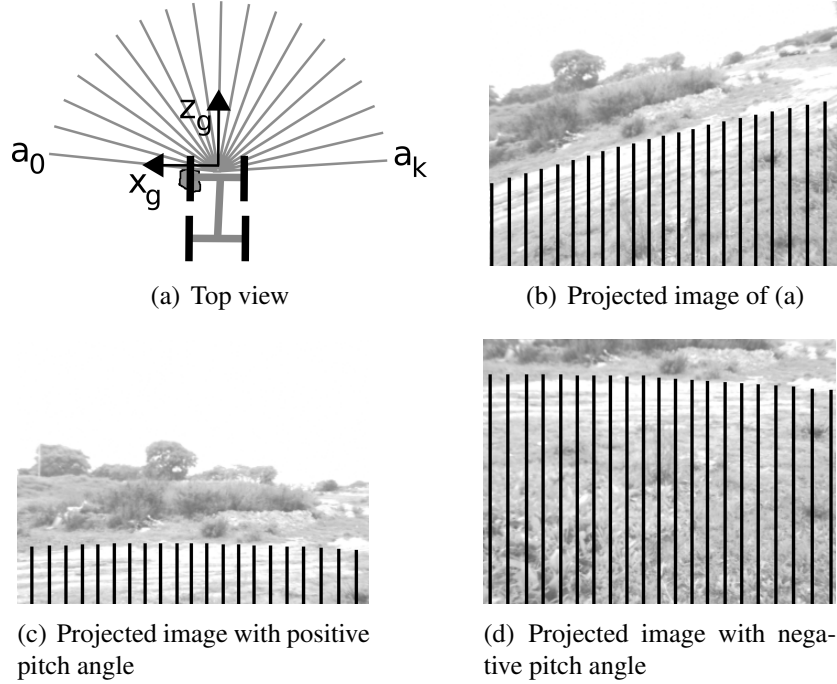 z_g
a_0
a_k
x_g
(a) Top view
(b) Projected image of (a)
(c) Projected image with positive
pitch angle
(d) Projected image with nega-
tive pitch angle